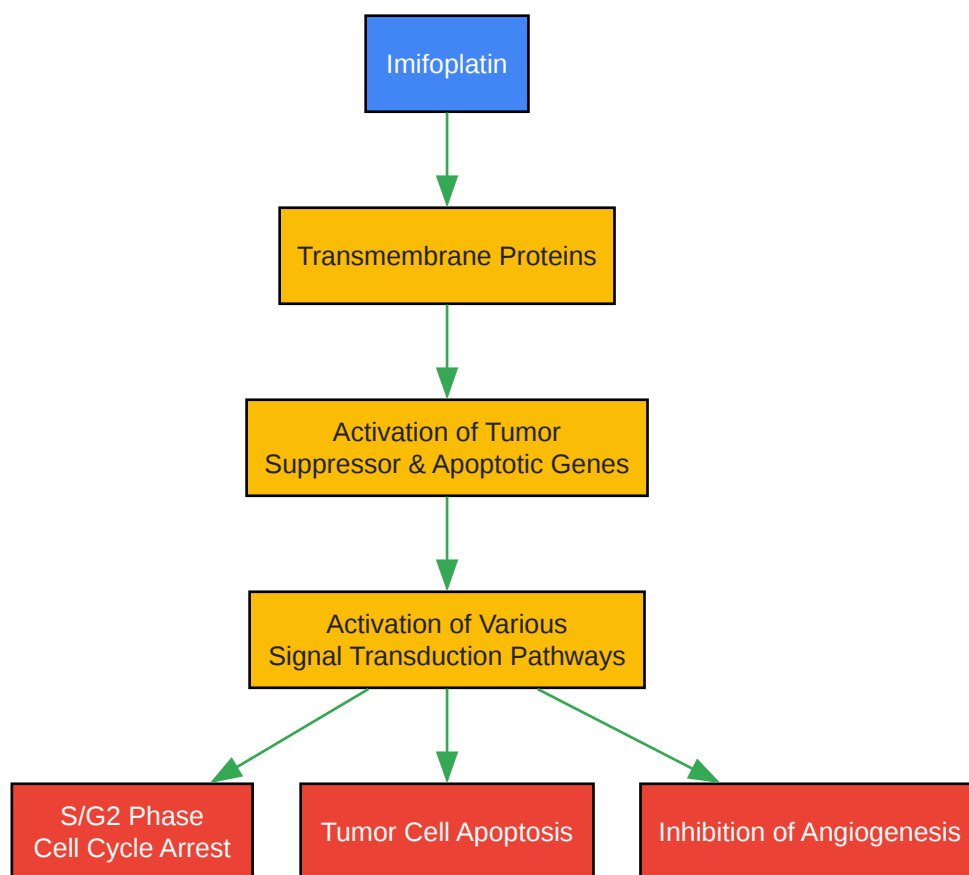 Imifoplatin
Transmembrane Proteins
Activation of Tumor
Suppressor & Apoptotic Genes
Activation of Various
Signal Transduction Pathways
S/G2 Phase
Cell Cycle Arrest
Tumor Cell Apoptosis
Inhibition of Angiogenesis